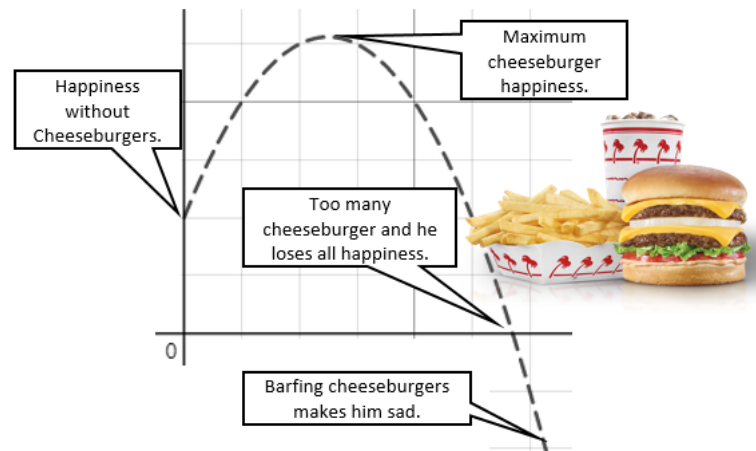 Maximum
cheeseburger
happiness.
Happiness
without
Cheeseburgers.
Too many
cheeseburger and he
loses all happiness.
0
Barfing cheeseburgers
makes him sad.